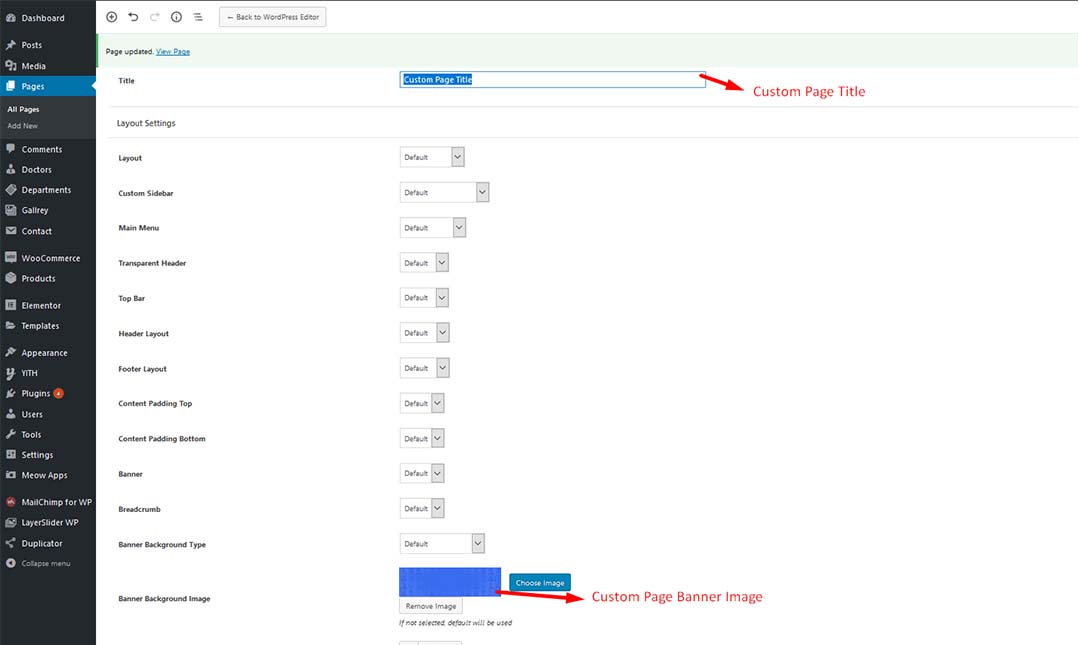 Dashboard
Posts
Media
Pages
All Pages
Add New
Comments
Doctors
Departments
Gallrey
Contact
WooCommerce
Products
Elementor
Templates
Appearance
YITH
Plugins 4
Users
Tools
Settings
Meow Apps
MailChimp for WP
LayerSlider WP
Duplicator
Collapse menu
← Back to WordPress Editor
Page updated. View Page
Title Custom Page Title
Custom Page Title
Layout Settings
Layout Default
Custom Sidebar Default
Main Menu Default
Transparent Header Default
Top Bar Default
Header Layout Default
Footer Layout Default
Content Padding Top Default
Content Padding Bottom Default
Banner Default
Breadcrumb Default
Banner Background Type Default
Choose Image
Banner Background Image
Custom Page Banner Image
Remove Image
If not selected, default will be used